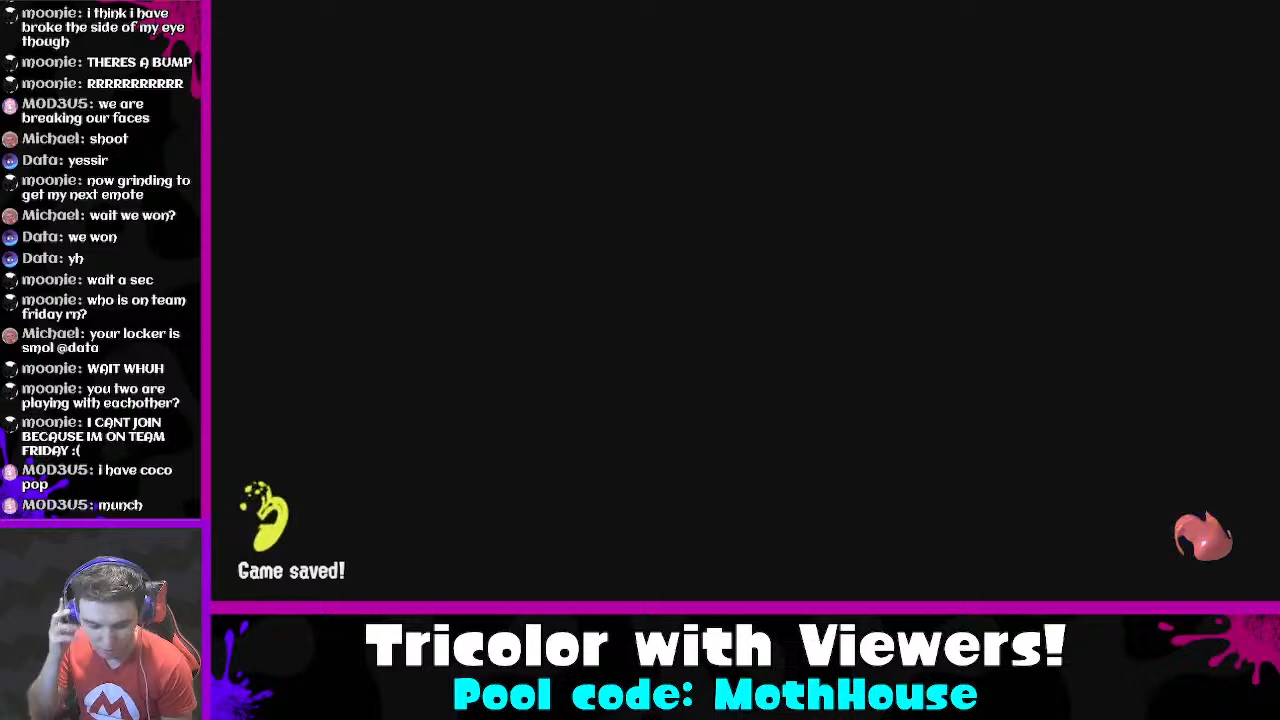 moonie: i think i have
broke the side of my eye
though
moonie: THERES A BUMP
moonie: RRRRRRRRRRR
M0D3U5: we are
breaking our faces
Michael: shoot
Data: yessir
moonie: now grinding to
get my next emote
Michael: wait we won?
Data: we won
Data: yh
moonie: wait a sec
moonie: who is on team
friday rn?
Michael: your locker is
smol @data
moonie: WAIT WHUH
moonie: you two are
playing with eachother?
moonie: I CANT JOIN
BECAUSE IM ON TEAM
FRIDAY :(
M0D3U5: i have coco
pop
M0D3U5: munch
Game saved!
Tricolor with Viewers!
Pool code: MothHouse